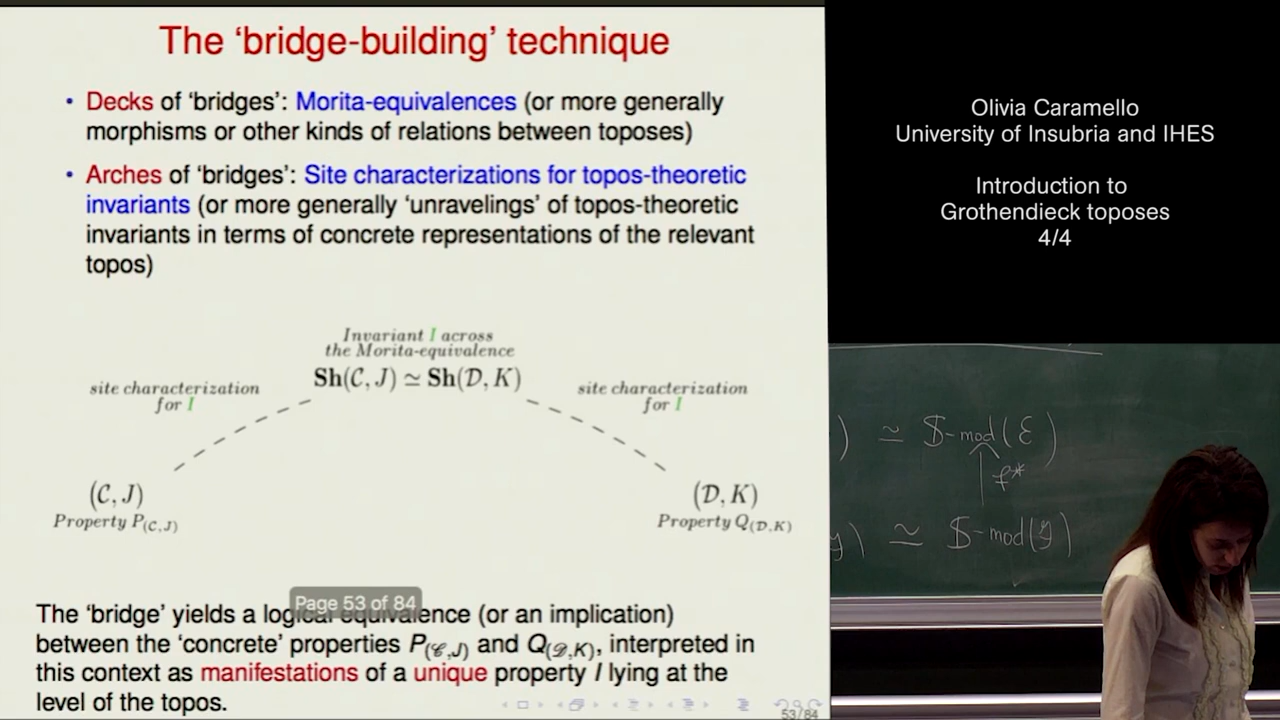 The 'bridge-building' technique
• Decks of 'bridges': Morita-equivalences (or more generally
morphisms or other kinds of relations between toposes)
• Arches of 'bridges': Site characterizations for topos-theoretic
invariants (or more generally 'unravelings' of topos-theoretic
invariants in terms of concrete representations of the relevant
topos)
Invariant I across
the Morita-equivalence
Sh(C, J) ≃ Sh(D, K)
site characterization
for I
site characterization
for I
(C, J)
Property P(C,J)
(D, K)
Property Q(D,K)
Page 53 of 84
The 'bridge' yields a logical equivalence (or an implication)
between the 'concrete' properties P(𝒞,J) and Q(𝒟,K), interpreted in
this context as manifestations of a unique property I lying at the
level of the topos.
53/84
Olivia Caramello
University of Insubria and IHES
Introduction to
Grothendieck toposes
4/4
) ≃ 𝕊-mod(ℰ)
f*
) ≃ 𝕊-mod(